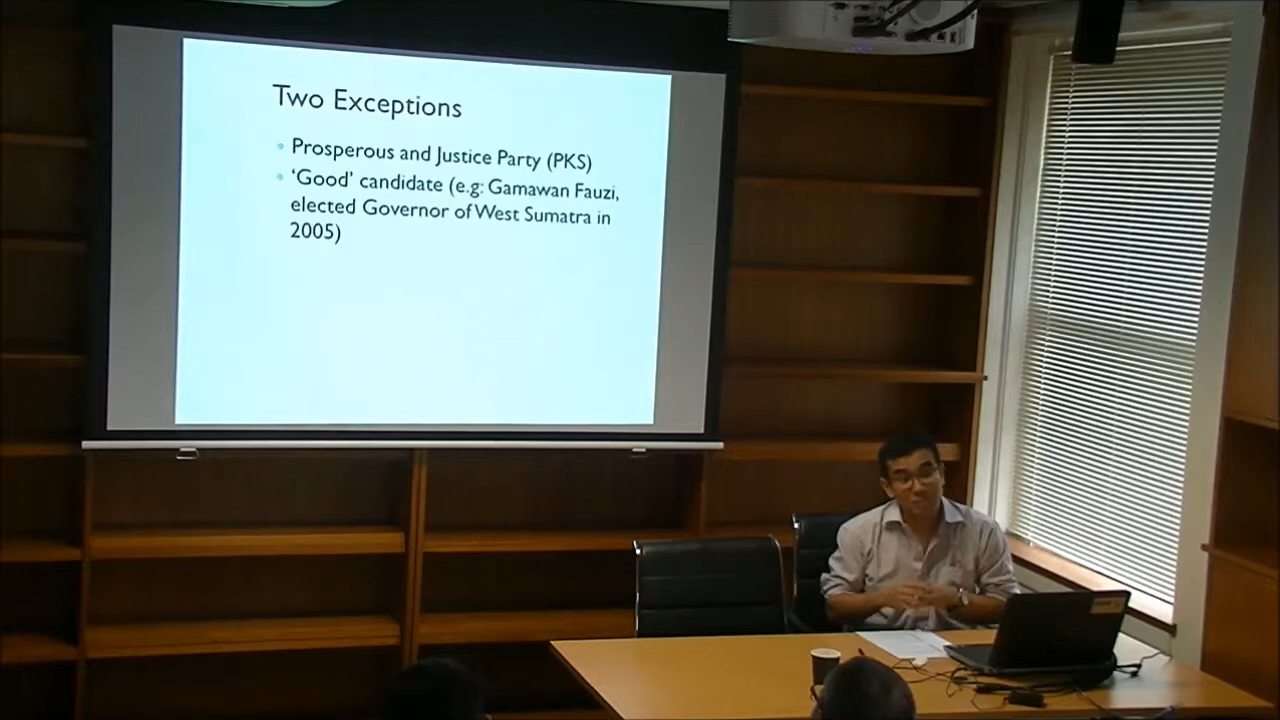 Two Exceptions
• Prosperous and Justice Party (PKS)
• ‘Good’ candidate (e.g: Gamawan Fauzi,
elected Governor of West Sumatra in
2005)